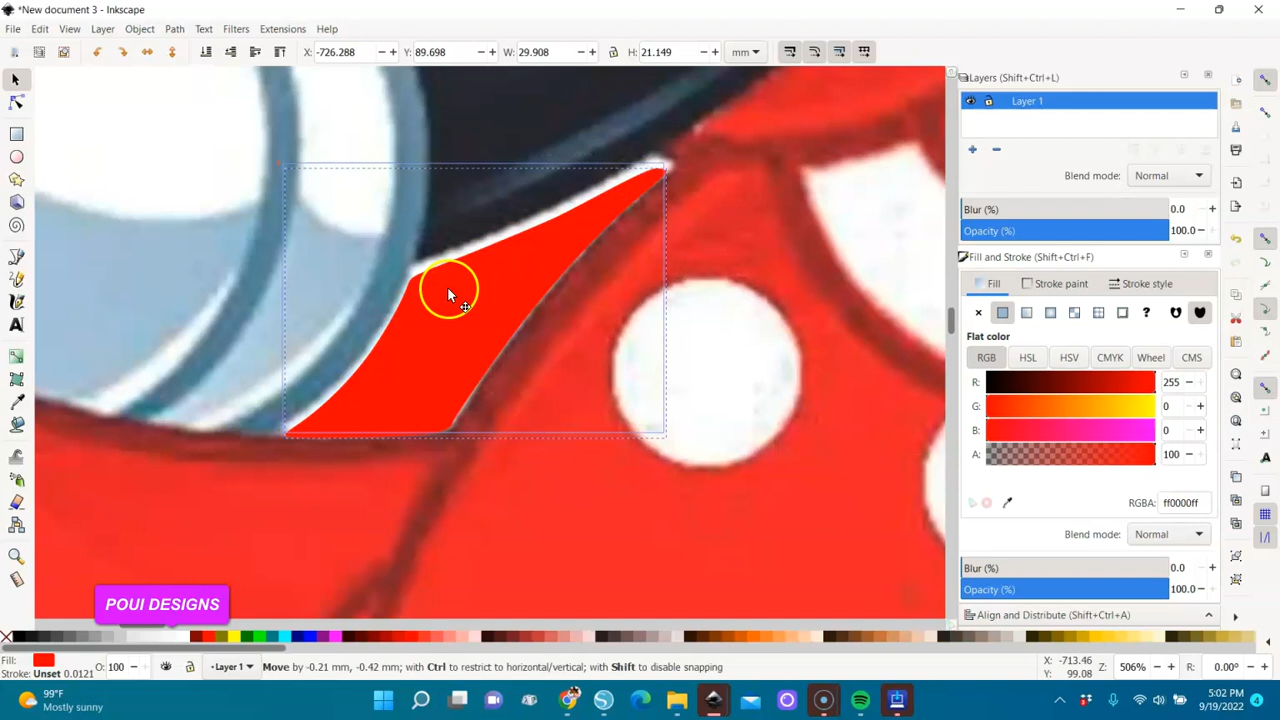 *New document 3 - Inkscape
File Edit View Layer Object Path Text Filters Extensions Help
X: -726.288 − + Y: 89.698 − + W: 29.908 − + H: 21.149 − + mm
Layers (Shift+Ctrl+L)
Layer 1
Blend mode: Normal
Blur (%) 0.0
Opacity (%) 100.0
Fill and Stroke (Shift+Ctrl+F)
Fill Stroke paint Stroke style
Flat color
RGB HSL HSV CMYK Wheel CMS
R: 255
G: 0
B: 0
A: 100
RGBA: ff0000ff
Blend mode: Normal
Blur (%) 0.0
Opacity (%) 100.0
Align and Distribute (Shift+Ctrl+A)
POUI DESIGNS
Fill:
Stroke: Unset 0.0121
O: 100 − + Layer 1 Move by -0.21 mm, -0.42 mm; with Ctrl to restrict to horizontal/vertical; with Shift to disable snapping
X: -713.46
Y: 99.08
Z: 506% − + R: 0.00° − +
99°F
Mostly sunny
5:02 PM
9/19/2022
4